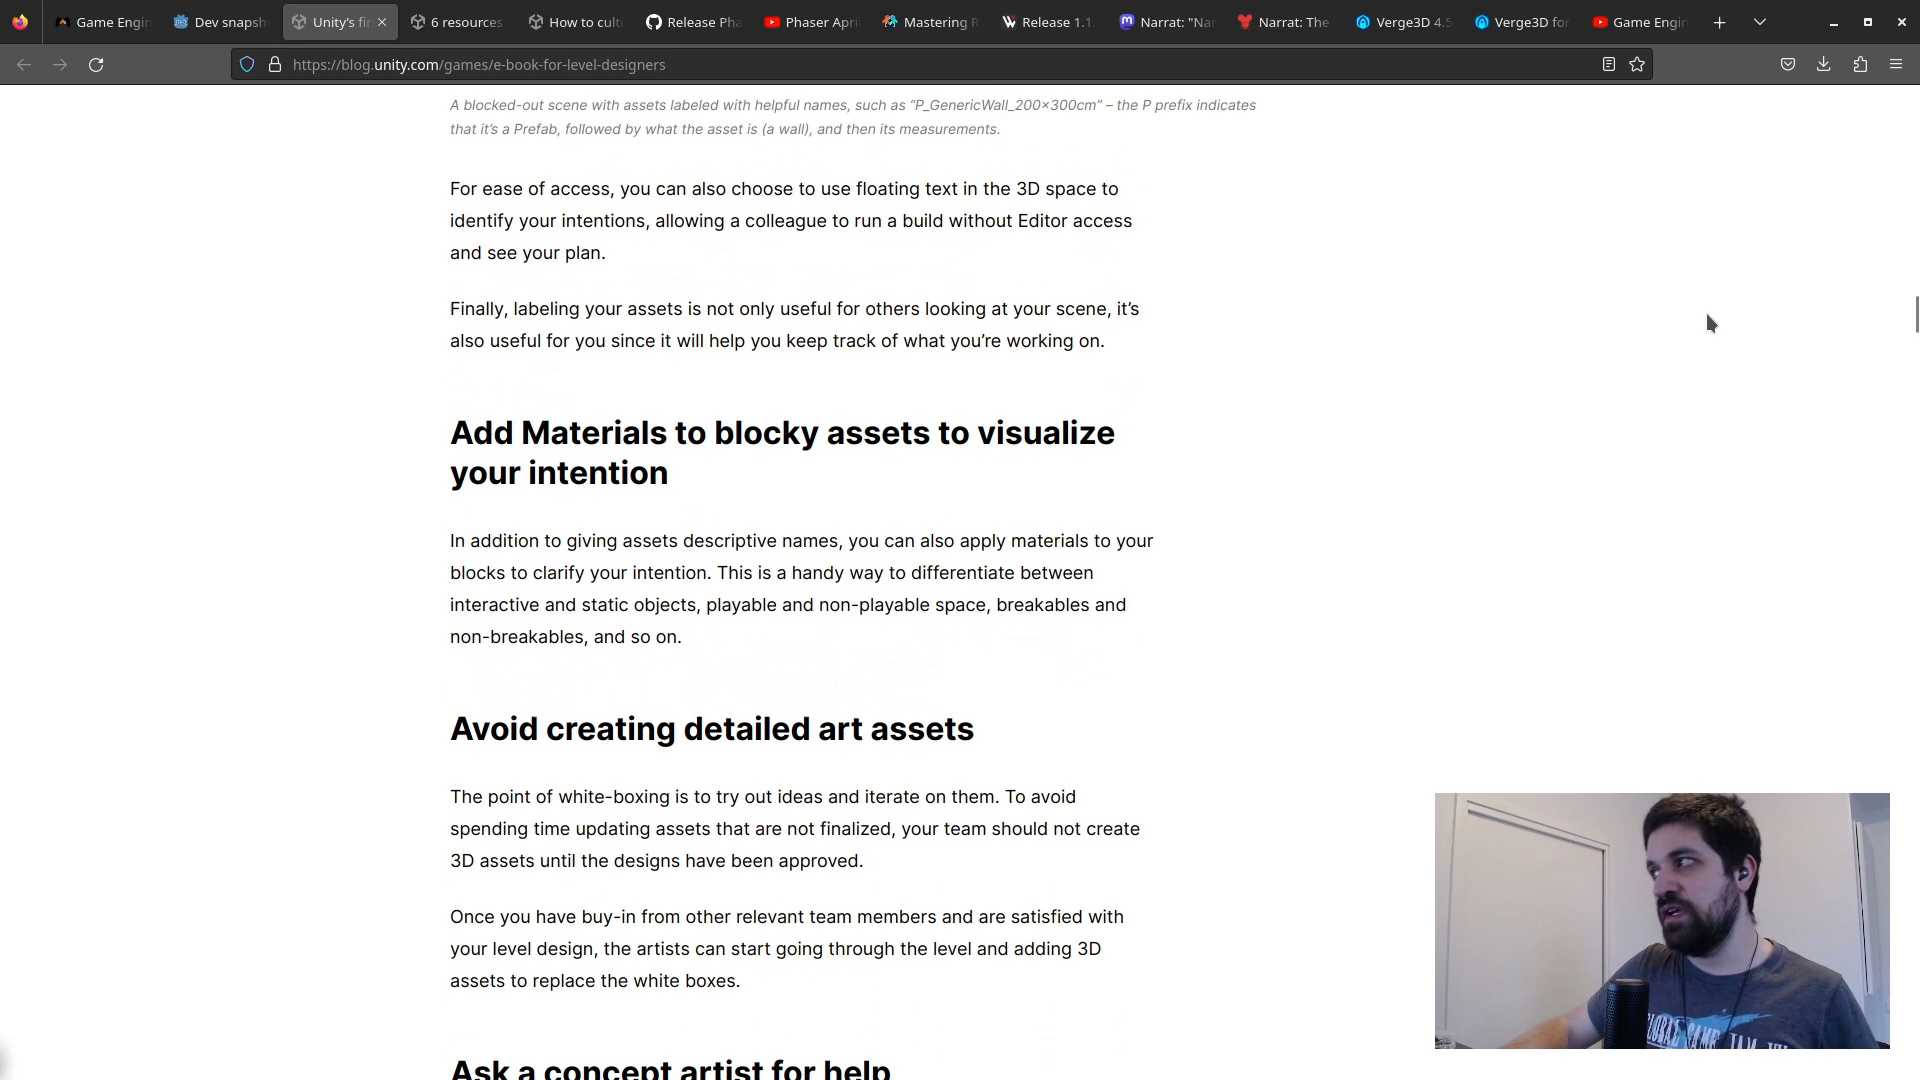 Game Engin
Dev snapsh
Unity's fir
6 resources
How to culti
Release Pha
Phaser Apri
Mastering R
Release 1.1.
Narrat: "Nar
Narrat: The
Verge3D 4.5
Verge3D for
Game Engin
https://blog.unity.com/games/e-book-for-level-designers
A blocked-out scene with assets labeled with helpful names, such as “P_GenericWall_200×300cm” – the P prefix indicates
that it’s a Prefab, followed by what the asset is (a wall), and then its measurements.
For ease of access, you can also choose to use floating text in the 3D space to
identify your intentions, allowing a colleague to run a build without Editor access
and see your plan.
Finally, labeling your assets is not only useful for others looking at your scene, it’s
also useful for you since it will help you keep track of what you’re working on.
Add Materials to blocky assets to visualize
your intention
In addition to giving assets descriptive names, you can also apply materials to your
blocks to clarify your intention. This is a handy way to differentiate between
interactive and static objects, playable and non-playable space, breakables and
non-breakables, and so on.
Avoid creating detailed art assets
The point of white-boxing is to try out ideas and iterate on them. To avoid
spending time updating assets that are not finalized, your team should not create
3D assets until the designs have been approved.
Once you have buy-in from other relevant team members and are satisfied with
your level design, the artists can start going through the level and adding 3D
assets to replace the white boxes.
Ask a concept artist for help
GLOBAL GAME JAM